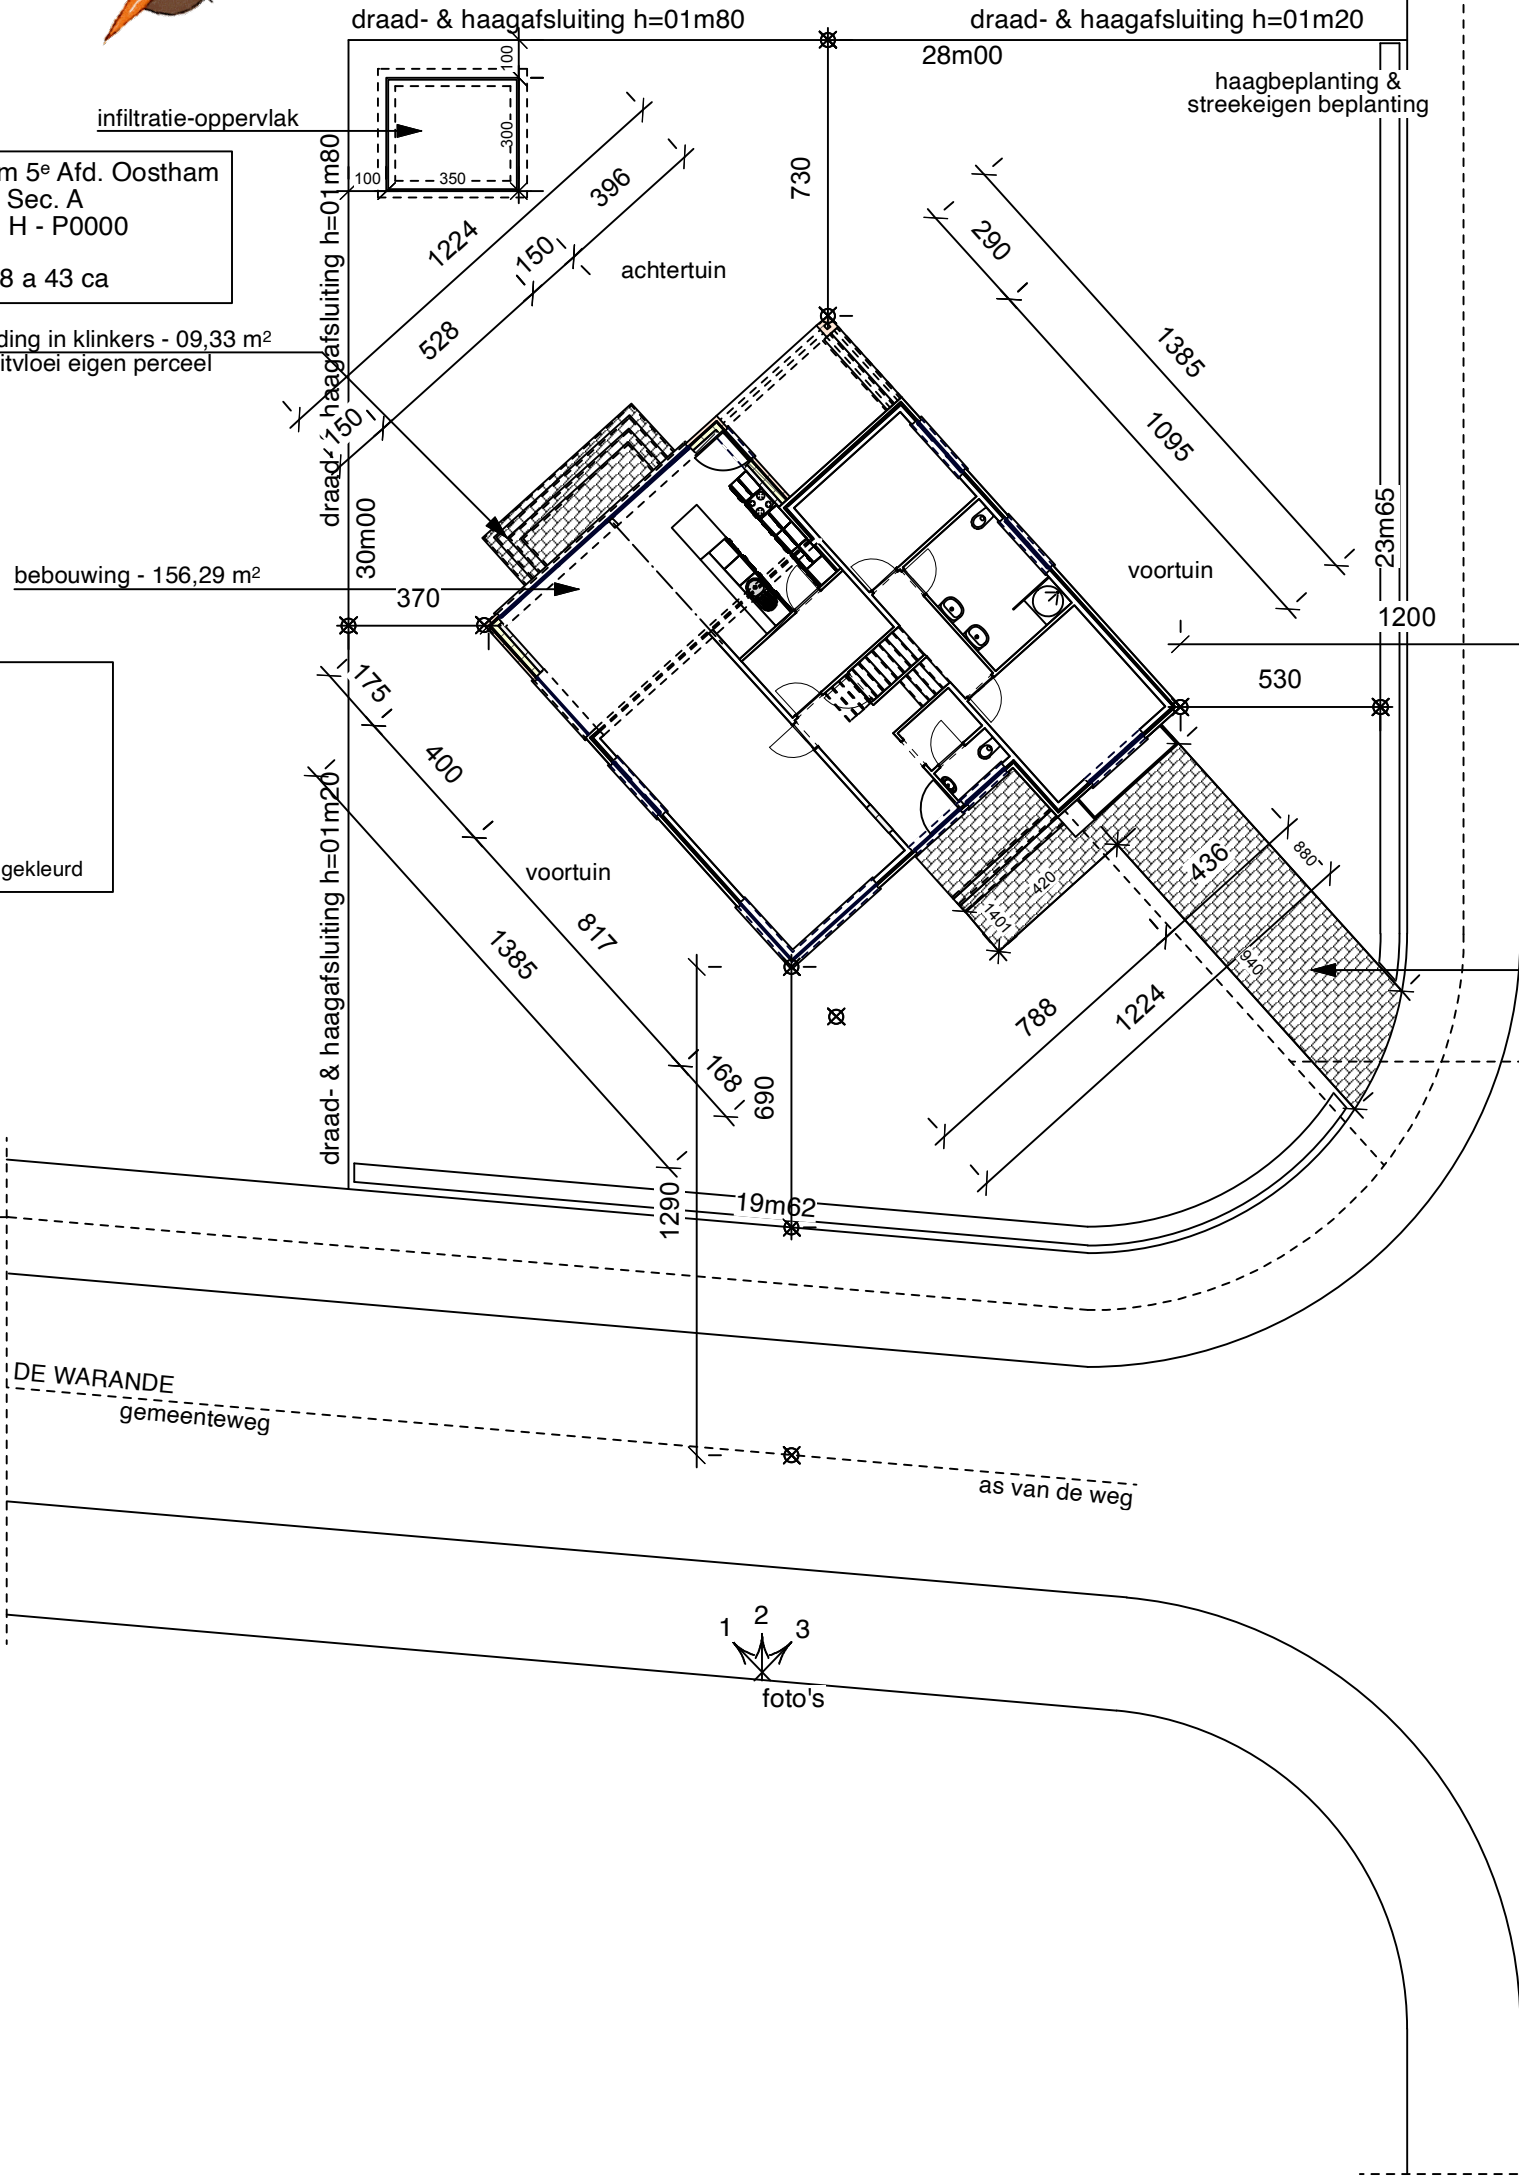 draad- & haagafsluiting h=01m80
draad- & haagafsluiting h=01m20
28m00
haagbeplanting &
streekeigen beplanting
100
300
infiltratie-oppervlak
100
350
draad- & haagafsluiting h=01m80
m 5e Afd. Oostham
Sec. A
H - P0000
8 a 43 ca
730
396
150
1224
528
150
achtertuin
290
1385
1095
ding in klinkers - 09,33 m²
itvloei eigen perceel
30m00
23m65
bebouwing - 156,29 m²
370
voortuin
1200
530
175
400
817
1385
168
gekleurd
draad- & haagafsluiting h=01m20
voortuin
436
880
420
1401
940
788
1224
690
1290
19m62
DE WARANDE
gemeenteweg
as van de weg
1
2
3
foto's